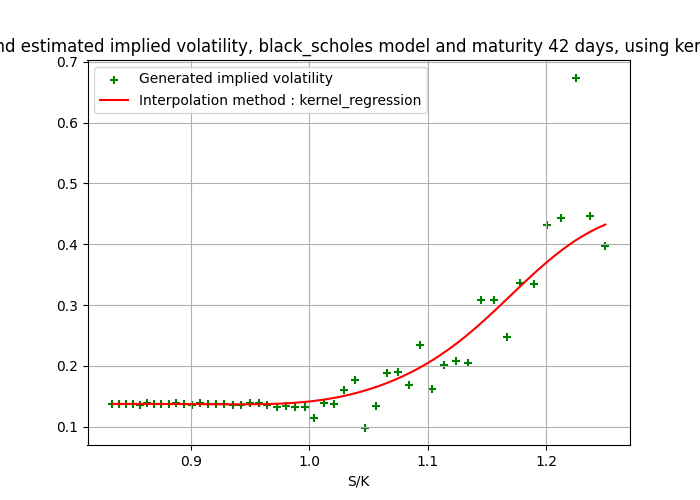 nd estimated implied volatility, black_scholes model and maturity 42 days, using ker
0.7
Generated implied volatility
Interpolation method : kernel_regression
0.6
0.5
0.4
0.3
0.2
0.1
0.9 1.0 1.1 1.2
S/K